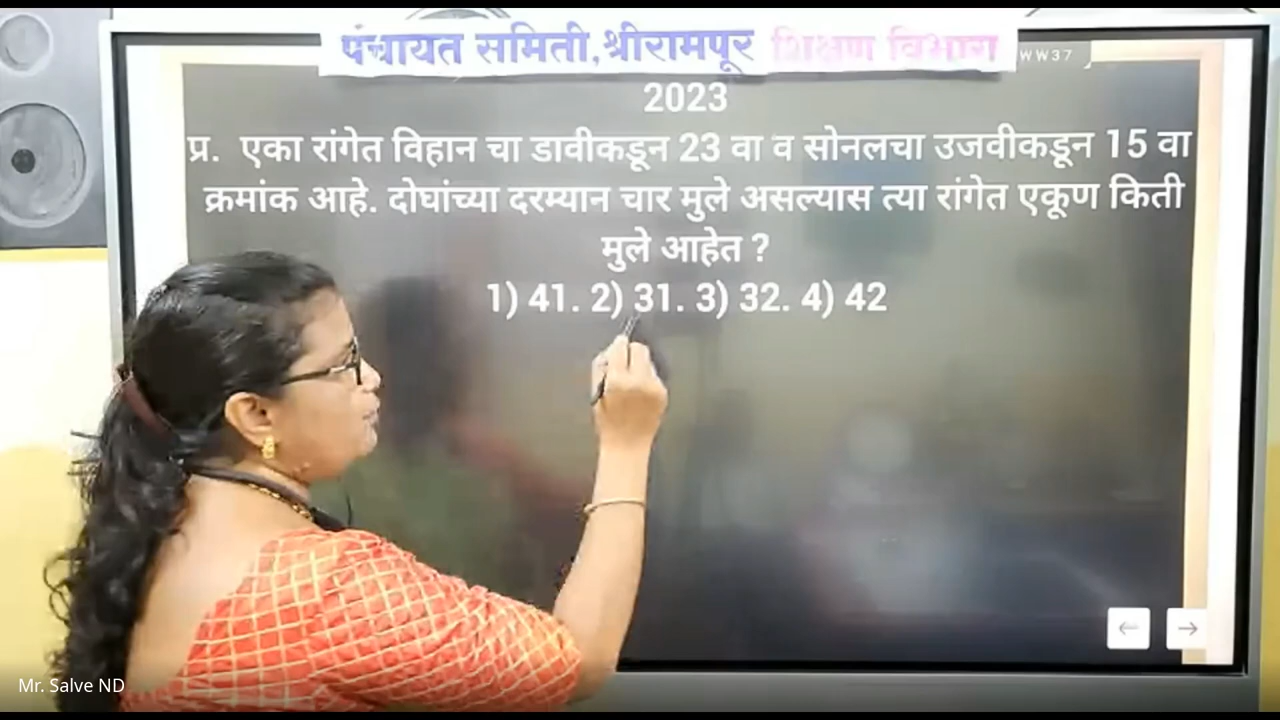 पंचायत समिती,श्रीरामपूर शिक्षण विभाग
WW37
2023
प्र. एका रांगेत विहान चा डावीकडून 23 वा व सोनलचा उजवीकडून 15 वा
क्रमांक आहे. दोघांच्या दरम्यान चार मुले असल्यास त्या रांगेत एकूण किती
मुले आहेत ?
1) 41. 2) 31. 3) 32. 4) 42
Mr. Salve ND